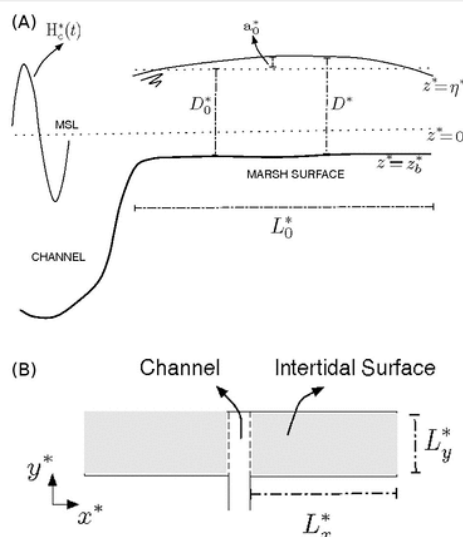 (A)
H*c(t)
a*0
z*=η*
D*0
D*
MSL
z*=0
z*=z*b
MARSH SURFACE
L*0
CHANNEL
(B)
Channel
Intertidal Surface
L*y
y*
x*
L*x